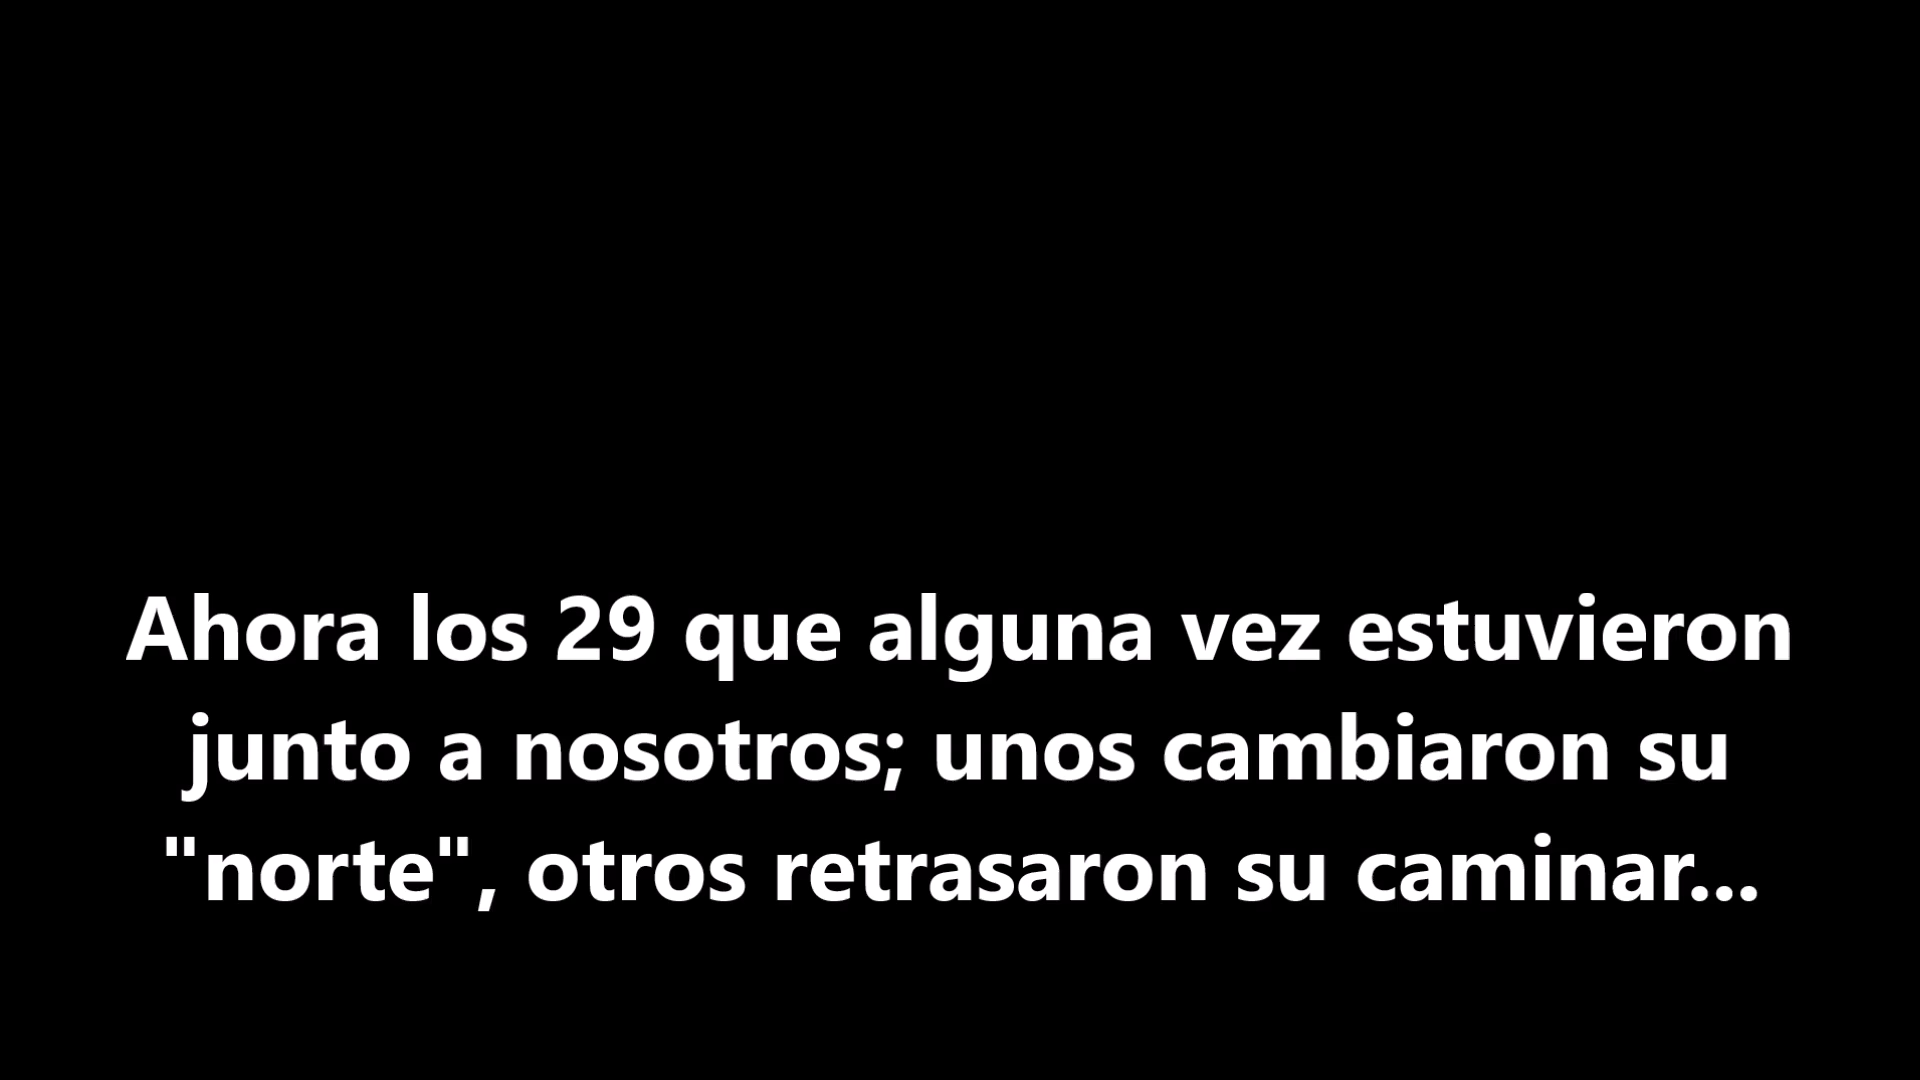 Ahora los 29 que alguna vez estuvieron
junto a nosotros; unos cambiaron su
"norte", otros retrasaron su caminar...